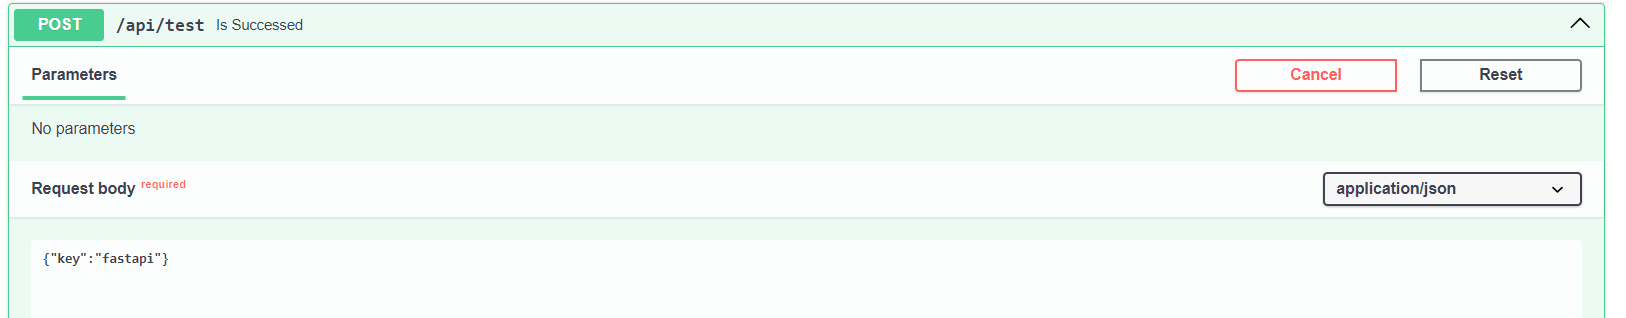 POST /api/test Is Successed
Parameters Cancel Reset
No parameters
Request body required application/json
{"key":"fastapi"}